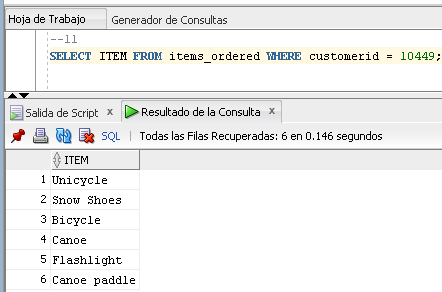 Hoja de Trabajo Generador de Consultas
--11
SELECT ITEM FROM items_ordered WHERE customerid = 10449;
Salida de Script x Resultado de la Consulta x
SQL | Todas las Filas Recuperadas: 6 en 0.146 segundos
ITEM
1 Unicycle
2 Snow Shoes
3 Bicycle
4 Canoe
5 Flashlight
6 Canoe paddle